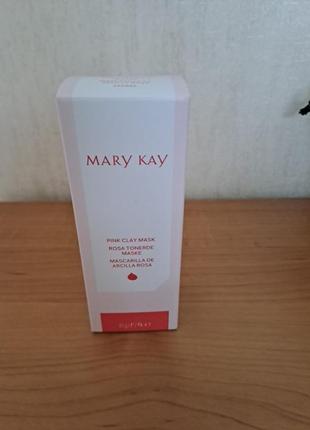 MARY KAY
PINK CLAY MASK
ROSA TONERDE
MASKE
MASCARILLA DE
ARCILLA ROSA